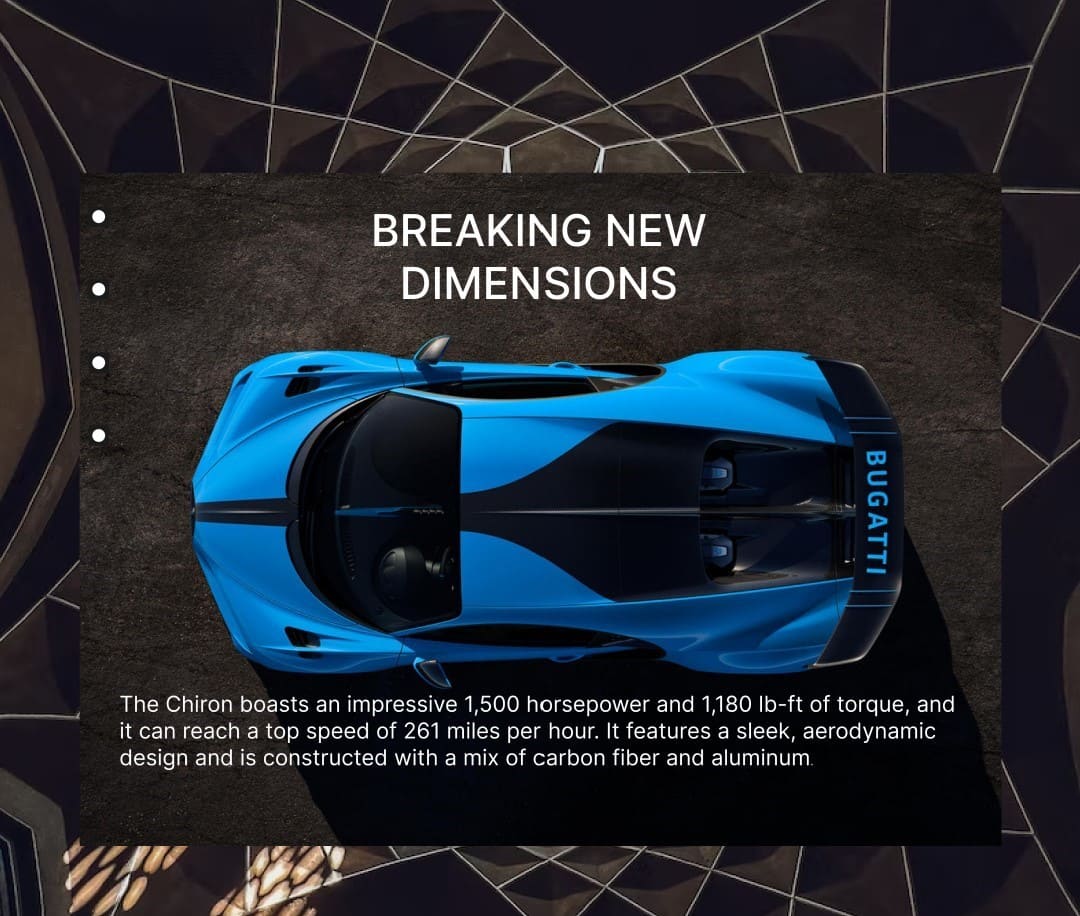 BREAKING NEW
DIMENSIONS
BUGATTI
The Chiron boasts an impressive 1,500 horsepower and 1,180 lb-ft of torque, and
it can reach a top speed of 261 miles per hour. It features a sleek, aerodynamic
design and is constructed with a mix of carbon fiber and aluminum.